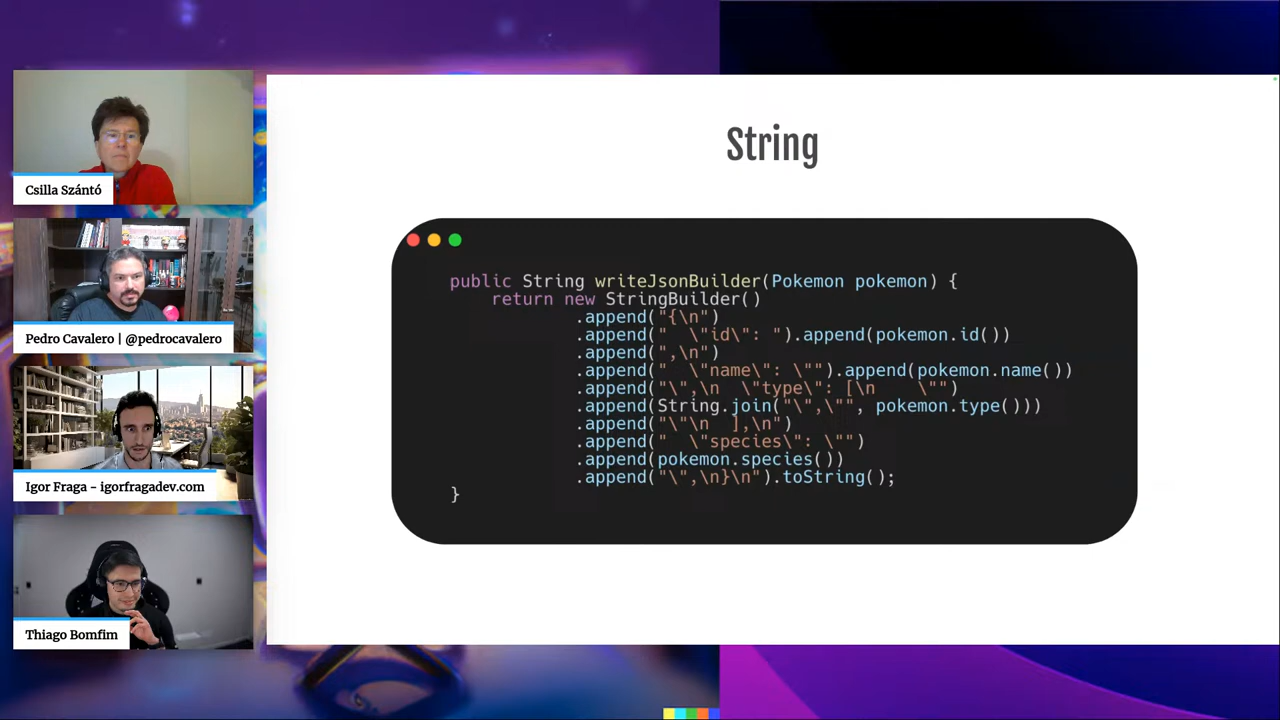 Csilla Szántó
Pedro Cavalero | @pedrocavalero
Igor Fraga - igorfragadev.com
Thiago Bomfim
String
public String writeJsonBuilder(Pokemon pokemon) {
    return new StringBuilder()
            .append("{\n")
            .append("  \"id\": ").append(pokemon.id())
            .append(",\n")
            .append("  \"name\": \"").append(pokemon.name())
            .append("\",\n  \"type\": [\n    \"")
            .append(String.join("\",\"", pokemon.type()))
            .append("\"\n  ],\n")
            .append("  \"species\": \"")
            .append(pokemon.species())
            .append("\",\n}\n").toString();
}